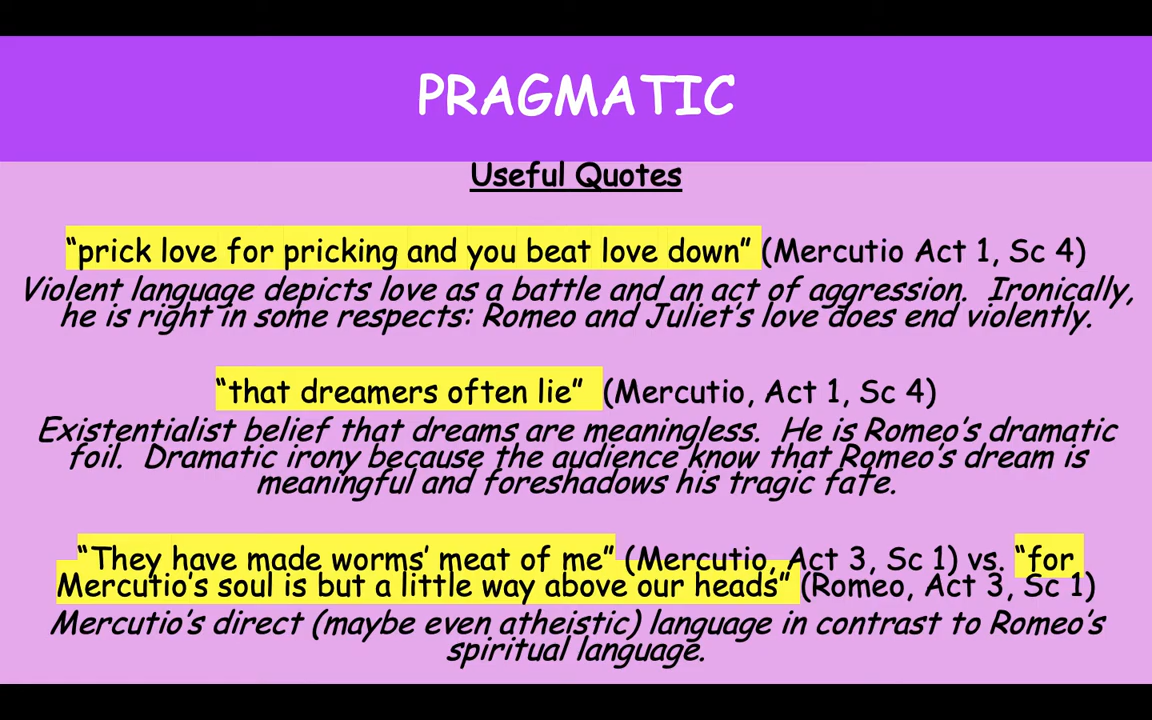 PRAGMATIC
Useful Quotes
“prick love for pricking and you beat love down” (Mercutio Act 1, Sc 4)
Violent language depicts love as a battle and an act of aggression.  Ironically,
he is right in some respects: Romeo and Juliet’s love does end violently.
“that dreamers often lie”  (Mercutio, Act 1, Sc 4)
Existentialist belief that dreams are meaningless.  He is Romeo’s dramatic
foil.  Dramatic irony because the audience know that Romeo’s dream is
meaningful and foreshadows his tragic fate.
“They have made worms’ meat of me” (Mercutio, Act 3, Sc 1) vs. “for
Mercutio’s soul is but a little way above our heads” (Romeo, Act 3, Sc 1)
Mercutio’s direct (maybe even atheistic) language in contrast to Romeo’s
spiritual language.